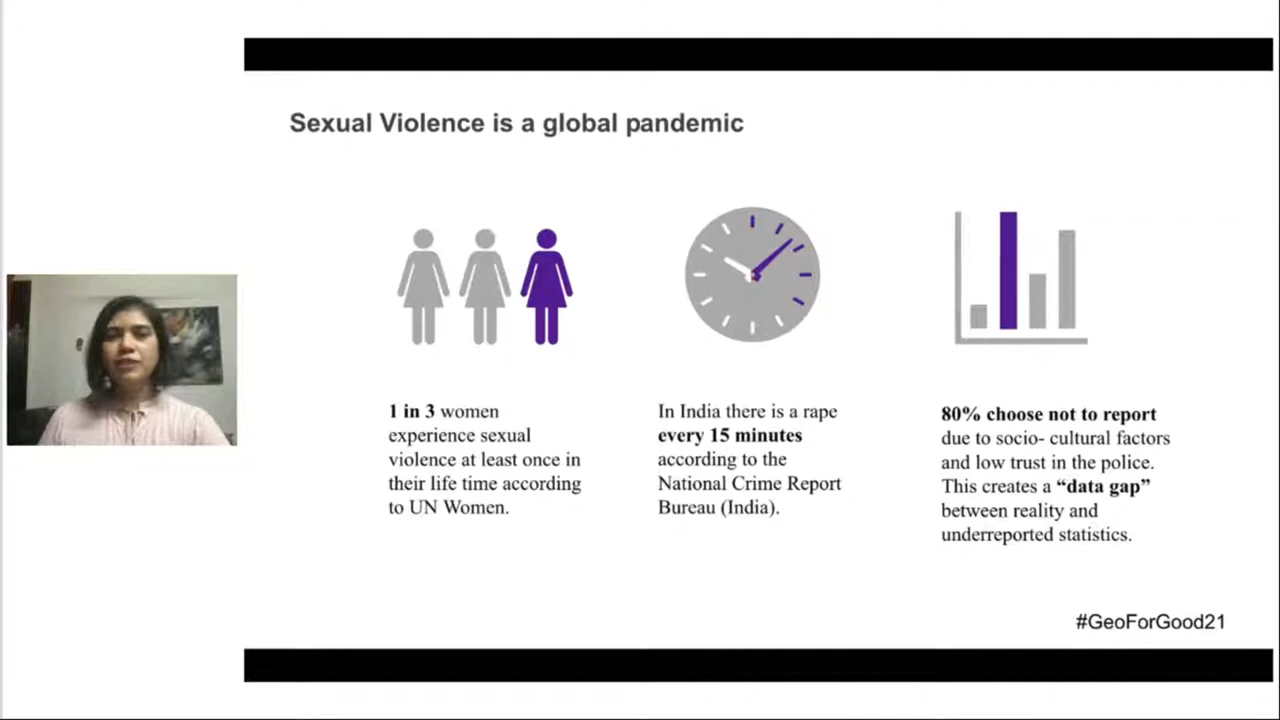 Sexual Violence is a global pandemic
1 in 3 women
experience sexual
violence at least once in
their life time according
to UN Women.
In India there is a rape
every 15 minutes
according to the
National Crime Report
Bureau (India).
80% choose not to report
due to socio- cultural factors
and low trust in the police.
This creates a “data gap”
between reality and
underreported statistics.
#GeoForGood21